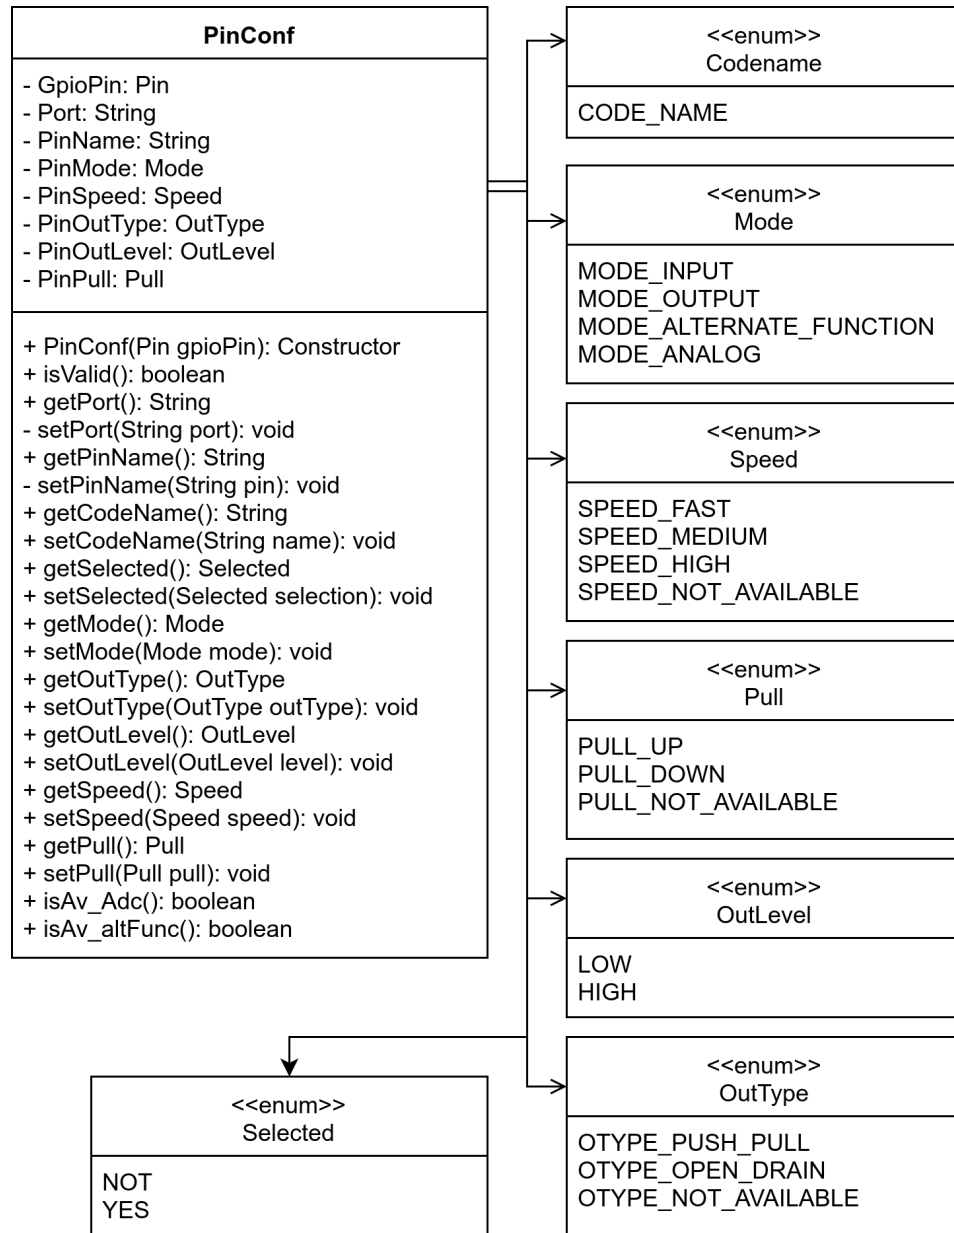 PinConf
- GpioPin: Pin
- Port: String
- PinName: String
- PinMode: Mode
- PinSpeed: Speed
- PinOutType: OutType
- PinOutLevel: OutLevel
- PinPull: Pull
+ PinConf(Pin gpioPin): Constructor
+ isValid(): boolean
+ getPort(): String
- setPort(String port): void
+ getPinName(): String
- setPinName(String pin): void
+ getCodeName(): String
+ setCodeName(String name): void
+ getSelected(): Selected
+ setSelected(Selected selection): void
+ getMode(): Mode
+ setMode(Mode mode): void
+ getOutType(): OutType
+ setOutType(OutType outType): void
+ getOutLevel(): OutLevel
+ setOutLevel(OutLevel level): void
+ getSpeed(): Speed
+ setSpeed(Speed speed): void
+ getPull(): Pull
+ setPull(Pull pull): void
+ isAv_Adc(): boolean
+ isAv_altFunc(): boolean
<<enum>>
Codename
CODE_NAME
<<enum>>
Mode
MODE_INPUT
MODE_OUTPUT
MODE_ALTERNATE_FUNCTION
MODE_ANALOG
<<enum>>
Speed
SPEED_FAST
SPEED_MEDIUM
SPEED_HIGH
SPEED_NOT_AVAILABLE
<<enum>>
Pull
PULL_UP
PULL_DOWN
PULL_NOT_AVAILABLE
<<enum>>
OutLevel
LOW
HIGH
<<enum>>
OutType
OTYPE_PUSH_PULL
OTYPE_OPEN_DRAIN
OTYPE_NOT_AVAILABLE
<<enum>>
Selected
NOT
YES